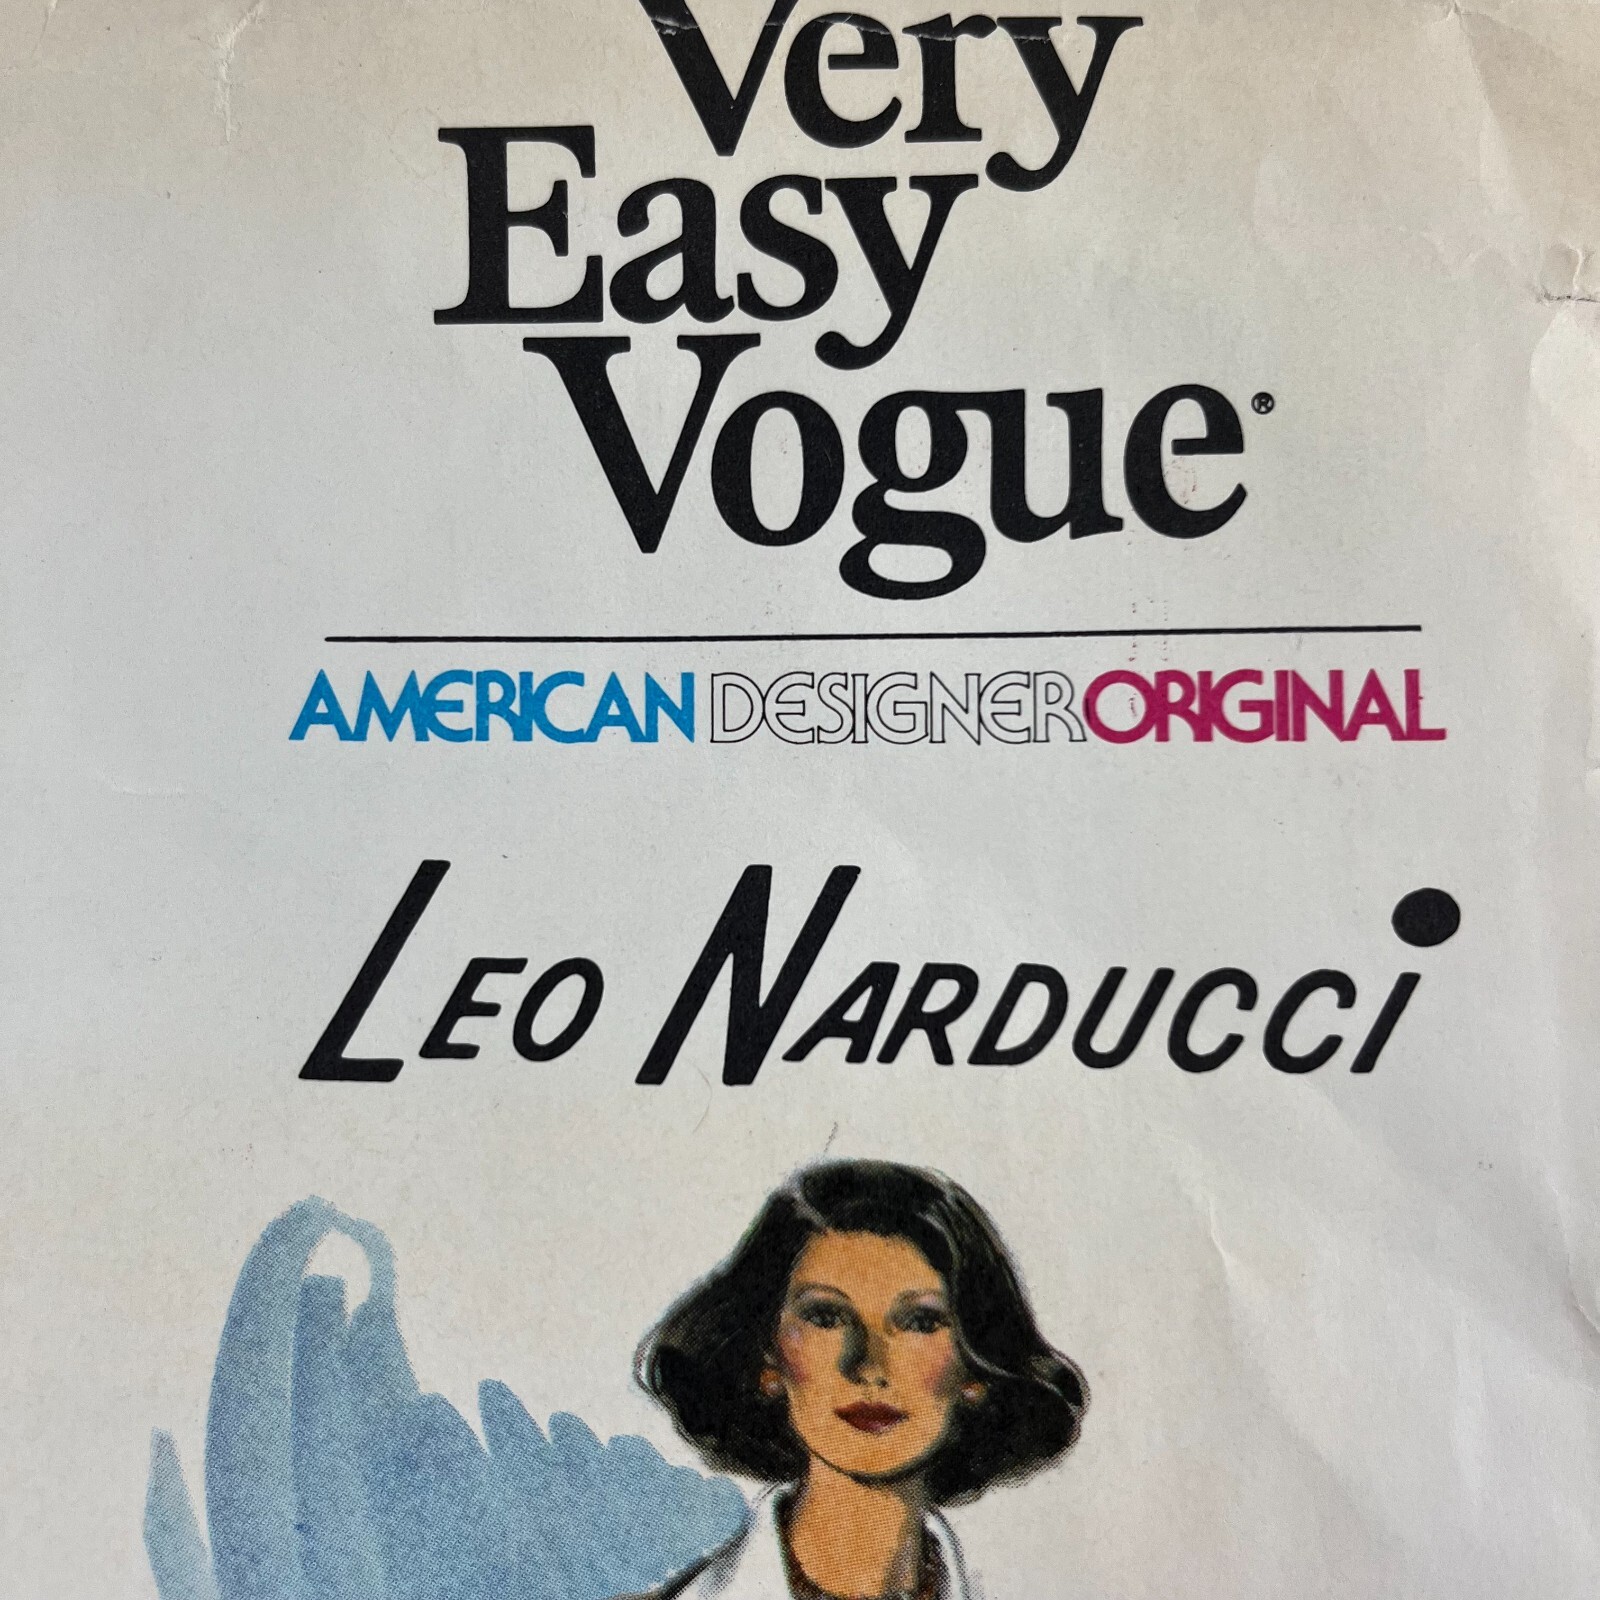 Very
Easy
Vogue®
AMERICAN DESIGNER ORIGINAL
LEO NARDUCCi